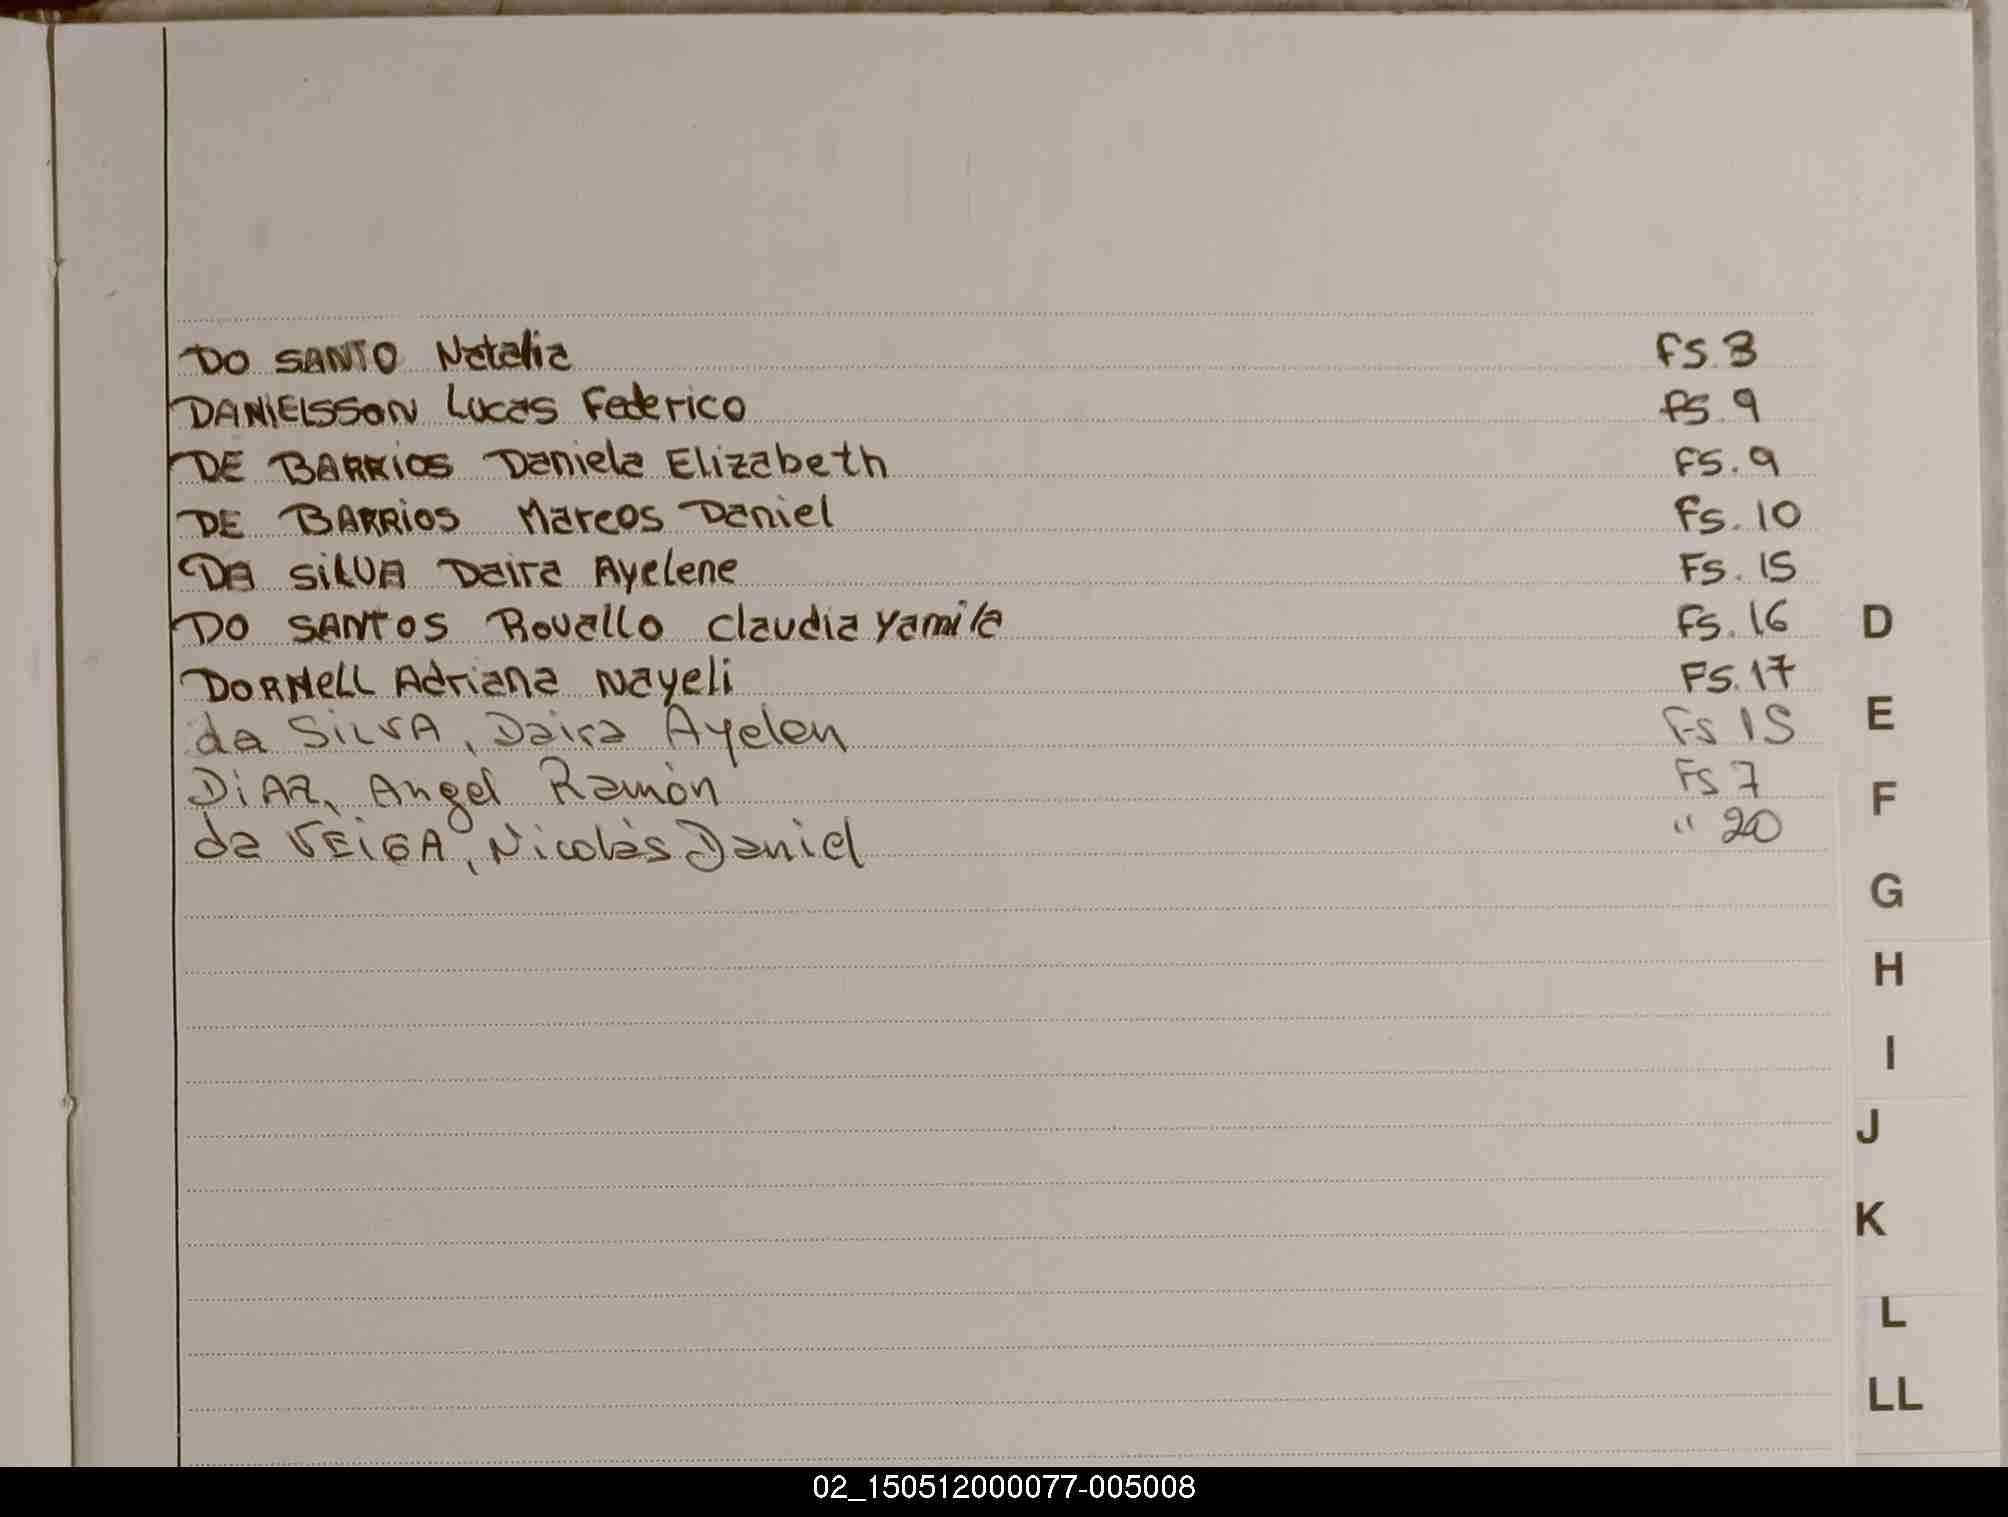 DO SANTO Natalia FS. 3
DANIELSSON Lucas Federico FS. 9
DE BARRIOS Daniela Elizabeth FS. 9
DE BARRIOS Marcos Daniel FS. 10
DA SILVA Daira Ayelene FS. 15
DO SANTOS Rovallo Claudia Yamila FS. 16
DORNELL Adriana Nayeli FS. 17
da SILVA, Daira Ayelen FS 15
DIAZ, Angel Ramón FS 7
da VEIGA, Nicolás Daniel " 20
D
E
F
G
H
I
J
K
L
LL
02_150512000077-005008